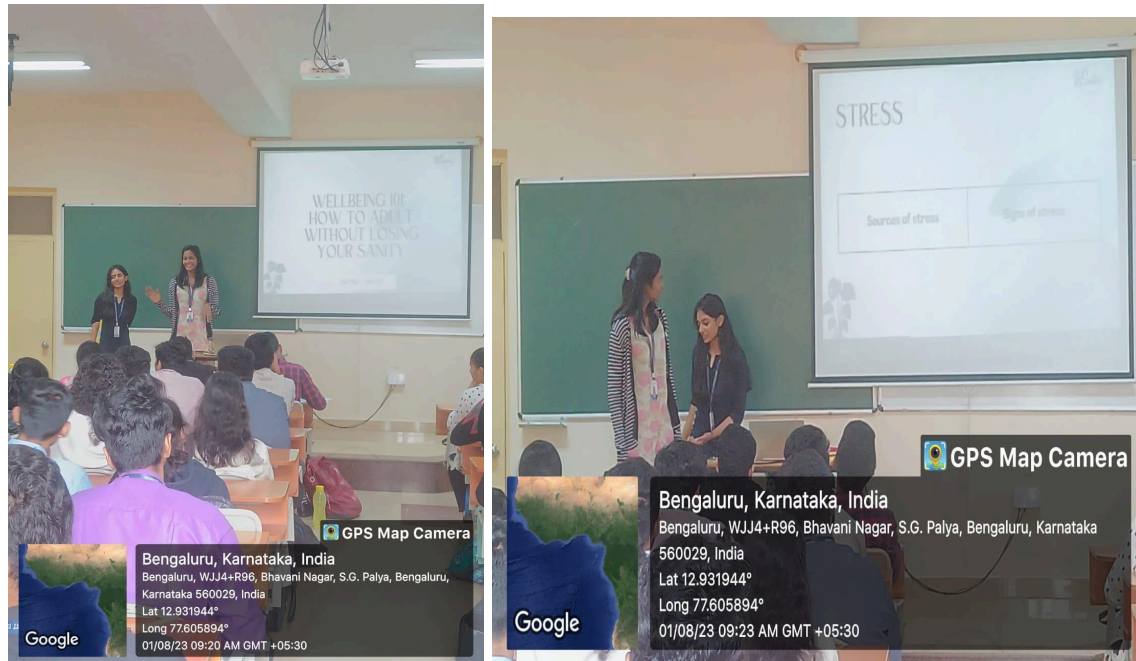 WELLBEING 101:
HOW TO ADULT
WITHOUT LOSING
YOUR SANITY
GPS Map Camera
Bengaluru, Karnataka, India
Bengaluru, WJJ4+R96, Bhavani Nagar, S.G. Palya, Bengaluru,
Karnataka 560029, India
Lat 12.931944°
Long 77.605894°
01/08/23 09:20 AM GMT +05:30
Google
STRESS
Sources of stress
Signs of stress
GPS Map Camera
Bengaluru, Karnataka, India
Bengaluru, WJJ4+R96, Bhavani Nagar, S.G. Palya, Bengaluru, Karnataka
560029, India
Lat 12.931944°
Long 77.605894°
01/08/23 09:23 AM GMT +05:30
Google